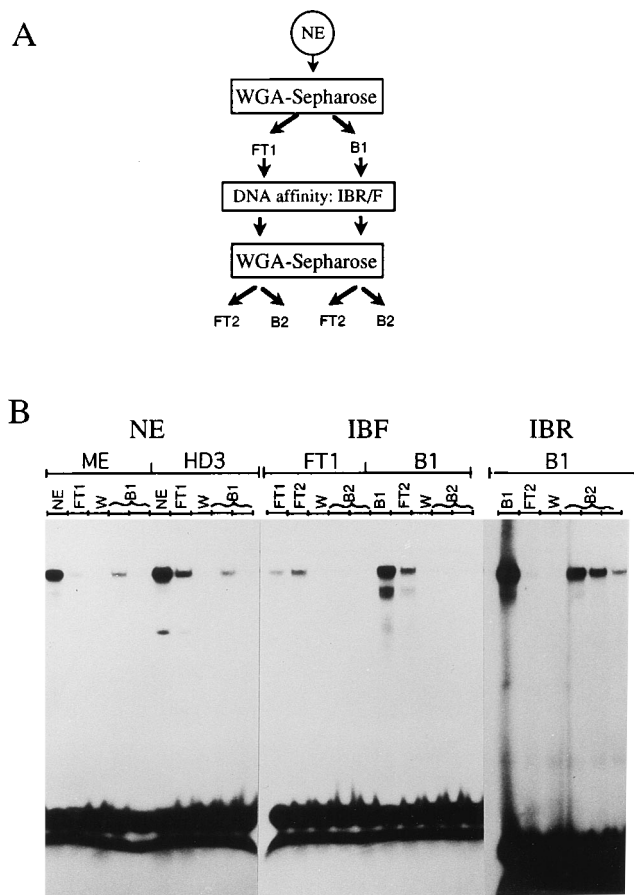 A
NE
WGA-Sepharose
FT1 B1
DNA affinity: IBR/F
WGA-Sepharose
FT2 B2 FT2 B2
B
NE IBF IBR
ME HD3 FT1 B1 B1
NE FT1 W B1 NE FT1 W B1 FT1 FT2 W B2 B1 FT2 W B2 B1 FT2 W B2